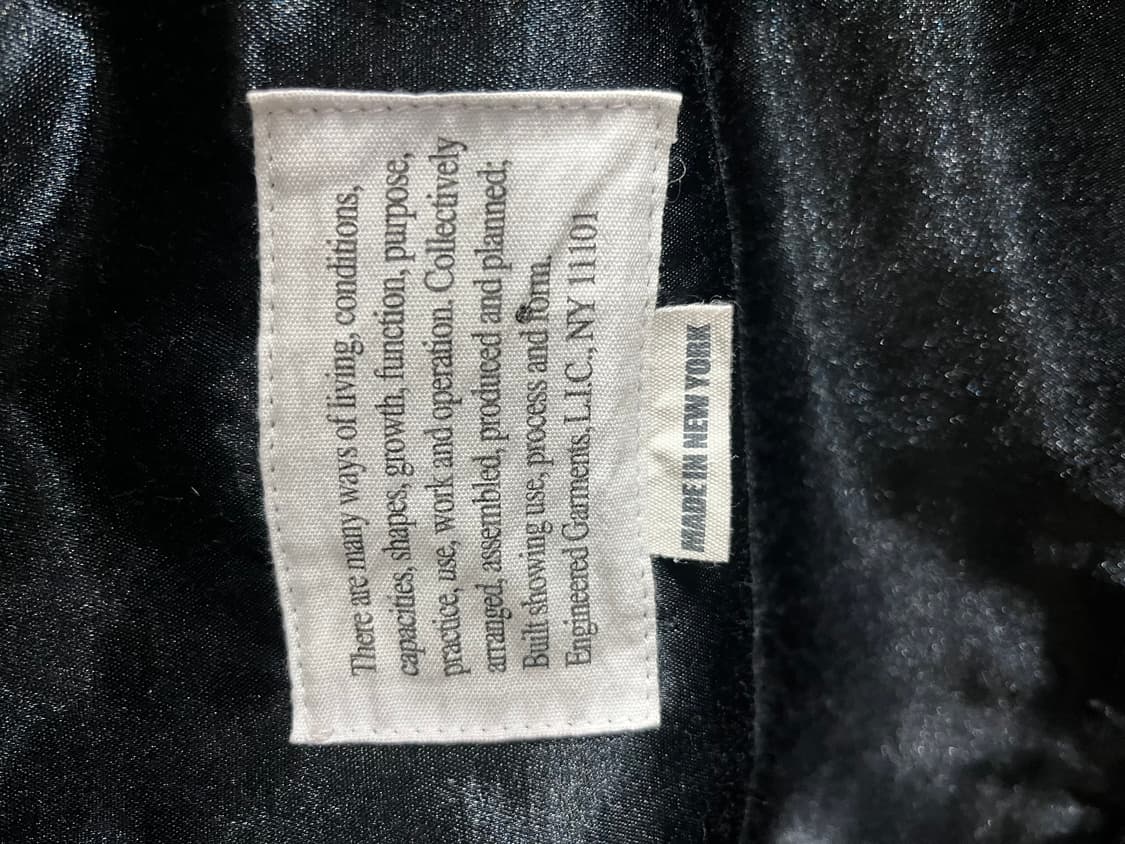 There are many ways of living, conditions,
capacities, shapes, growth, function, purpose,
practice, use, work and operation. Collectively
arranged, assembled, produced and planned;
Built showing use, process and form.
Engineered Garments, L.I.C., NY 11101
MADE IN NEW YORK